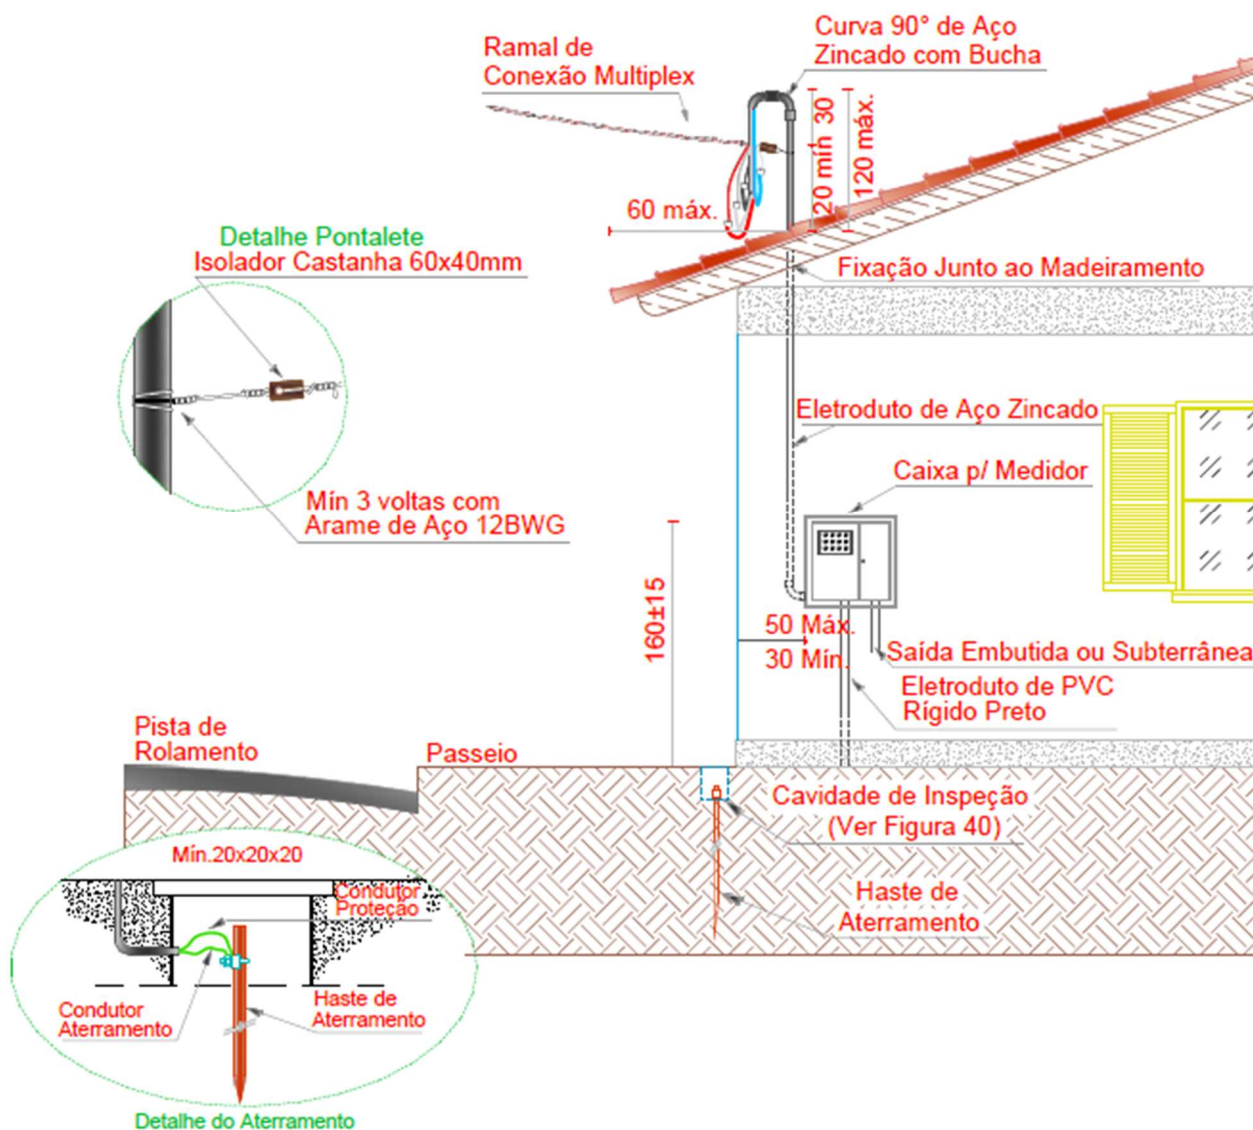 Ramal de
Conexão Multiplex
Curva 90° de Aço
Zincado com Bucha
20 mín 30
120 máx.
60 máx.
Detalhe Pontalete
Isolador Castanha 60x40mm
Fixação Junto ao Madeiramento
Eletroduto de Aço Zincado
Caixa p/ Medidor
Mín 3 voltas com
Arame de Aço 12BWG
160±15
50 Máx.
30 Mín.
Saída Embutida ou Subterrânea
Eletroduto de PVC
Rígido Preto
Pista de
Rolamento
Passeio
Cavidade de Inspeção
(Ver Figura 40)
Haste de
Aterramento
Mín.20x20x20
Condutor
Proteção
Condutor
Aterramento
Haste de
Aterramento
Detalhe do Aterramento